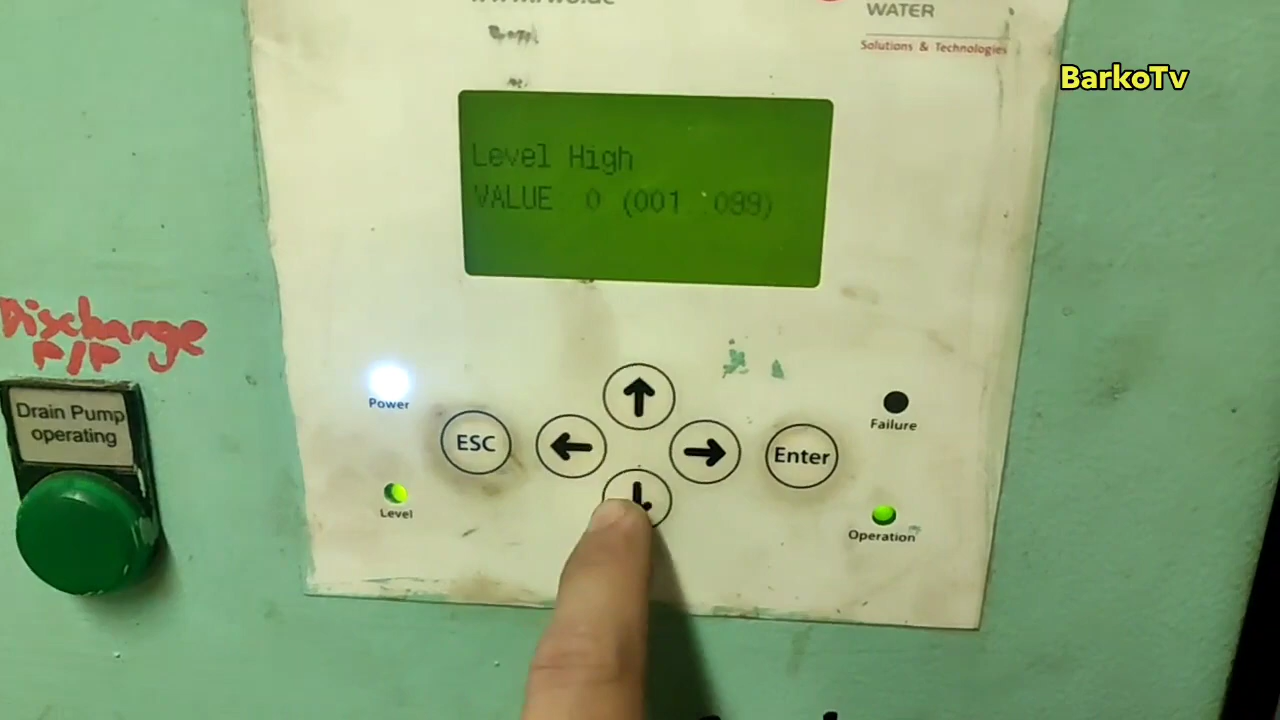 WATER
Solutions & Technologies
BarkoTv
Level High
VALUE 0 (001 099)
Discharge
P/P
Drain Pump
operating
Power
ESC
Enter
Failure
Level
Operation